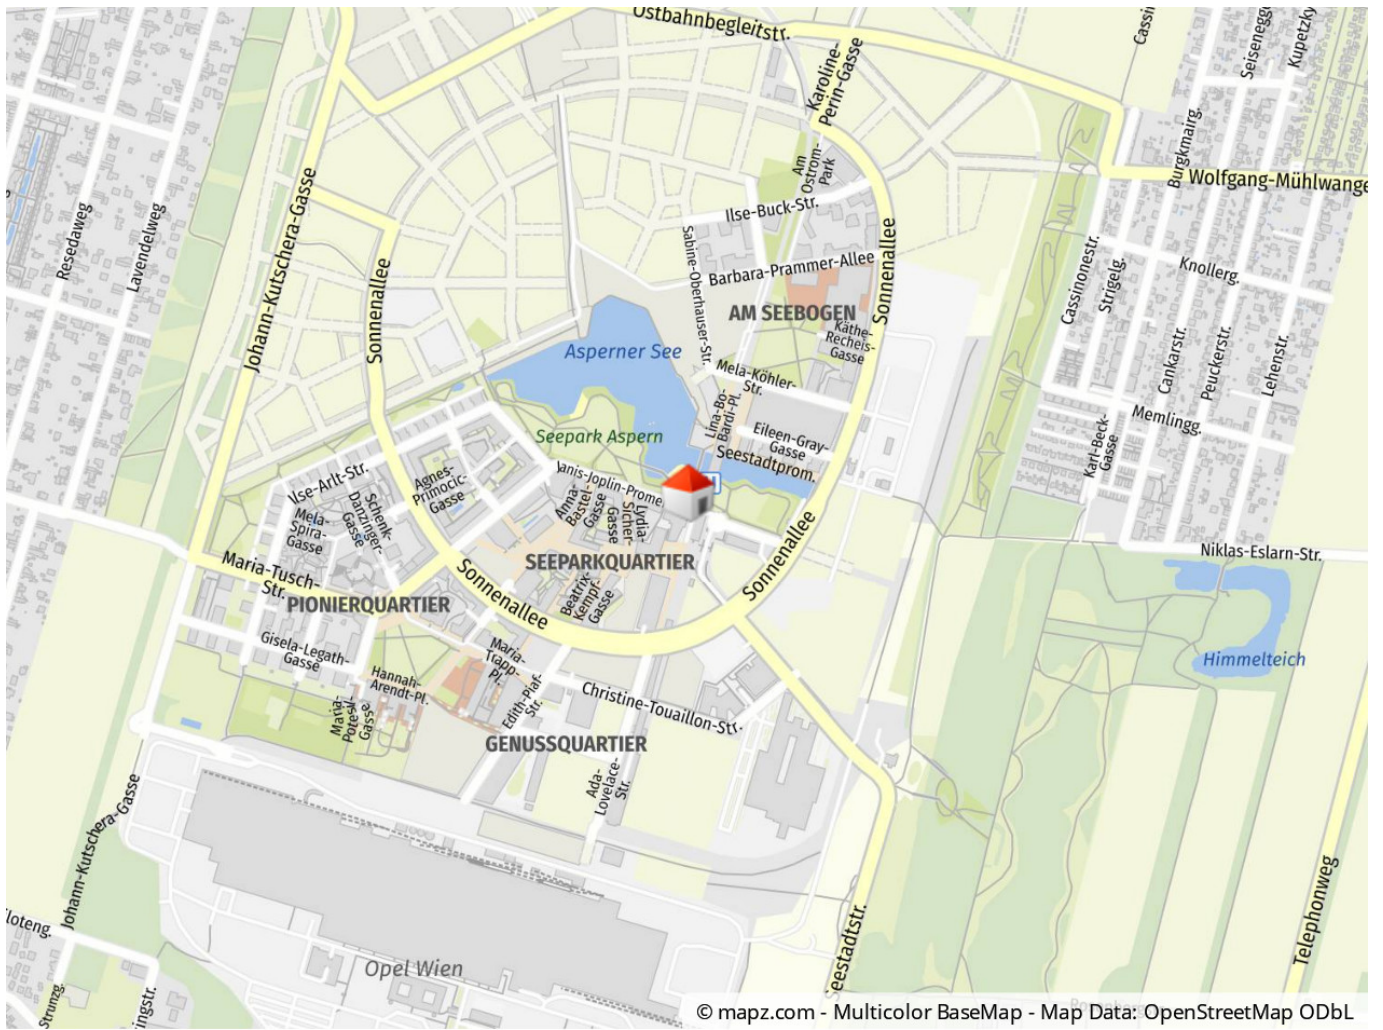 Ostbahnbegleitstr.
Karoline-
Perin-Gasse
Seisenegg
Kupetzky
Burgkmairg.
Wolfgang-Mühlwange
Am
Ostrom-
Park
Resedaweg
Lavendelweg
Johann-Kutschera-Gasse
Ilse-Buck-Str.
Sonnenallee
Sabine-Oberhauser-Str.
Barbara-Prammer-Allee
Sonnenallee
Cassinonestr.
Strigelg.
Knollerg.
AM SEEBOGEN
Käthe-
Recheis-
Gasse
Asperner See
Mela-Köhler-
Str.
Cankarstr.
Peuckerstr.
Lehenstr.
Lina-Bo-
Bardi-Pl.
Memlingg.
Karl-Beck-
Gasse
Seepark Aspern
Eileen-Gray-
Gasse
Seestadtprom.
Ilse-Arlt-Str.
Agnes-
Primocic-
Gasse
Janis-Joplin-Prome
Schenk-
Danzinger-
Gasse
Mela-
Spira-
Gasse
Anna-
Bastel-
Gasse
Lydia-
Sicher-
Gasse
Maria-Tusch-
Str.
SEEPARKQUARTIER
Sonnenallee
Sonnenallee
Beatrix-
Kempf-
Gasse
Niklas-Eslarn-Str.
PIONIERQUARTIER
Gisela-Legath-
Gasse
Maria-
Trapp-
Pl.
Himmelteich
Hannah-
Arendt-Pl.
Maria-
Potesil-
Gasse
Edith-Piaf-
Str.
Christine-Touaillon-Str.
GENUSSQUARTIER
Ada-
Lovelace-
Str.
Johann-Kutschera-Gasse
Seestadtstr.
Telephonweg
Opel Wien
Strunzg.
© mapz.com - Multicolor BaseMap - Map Data: OpenStreetMap ODbL